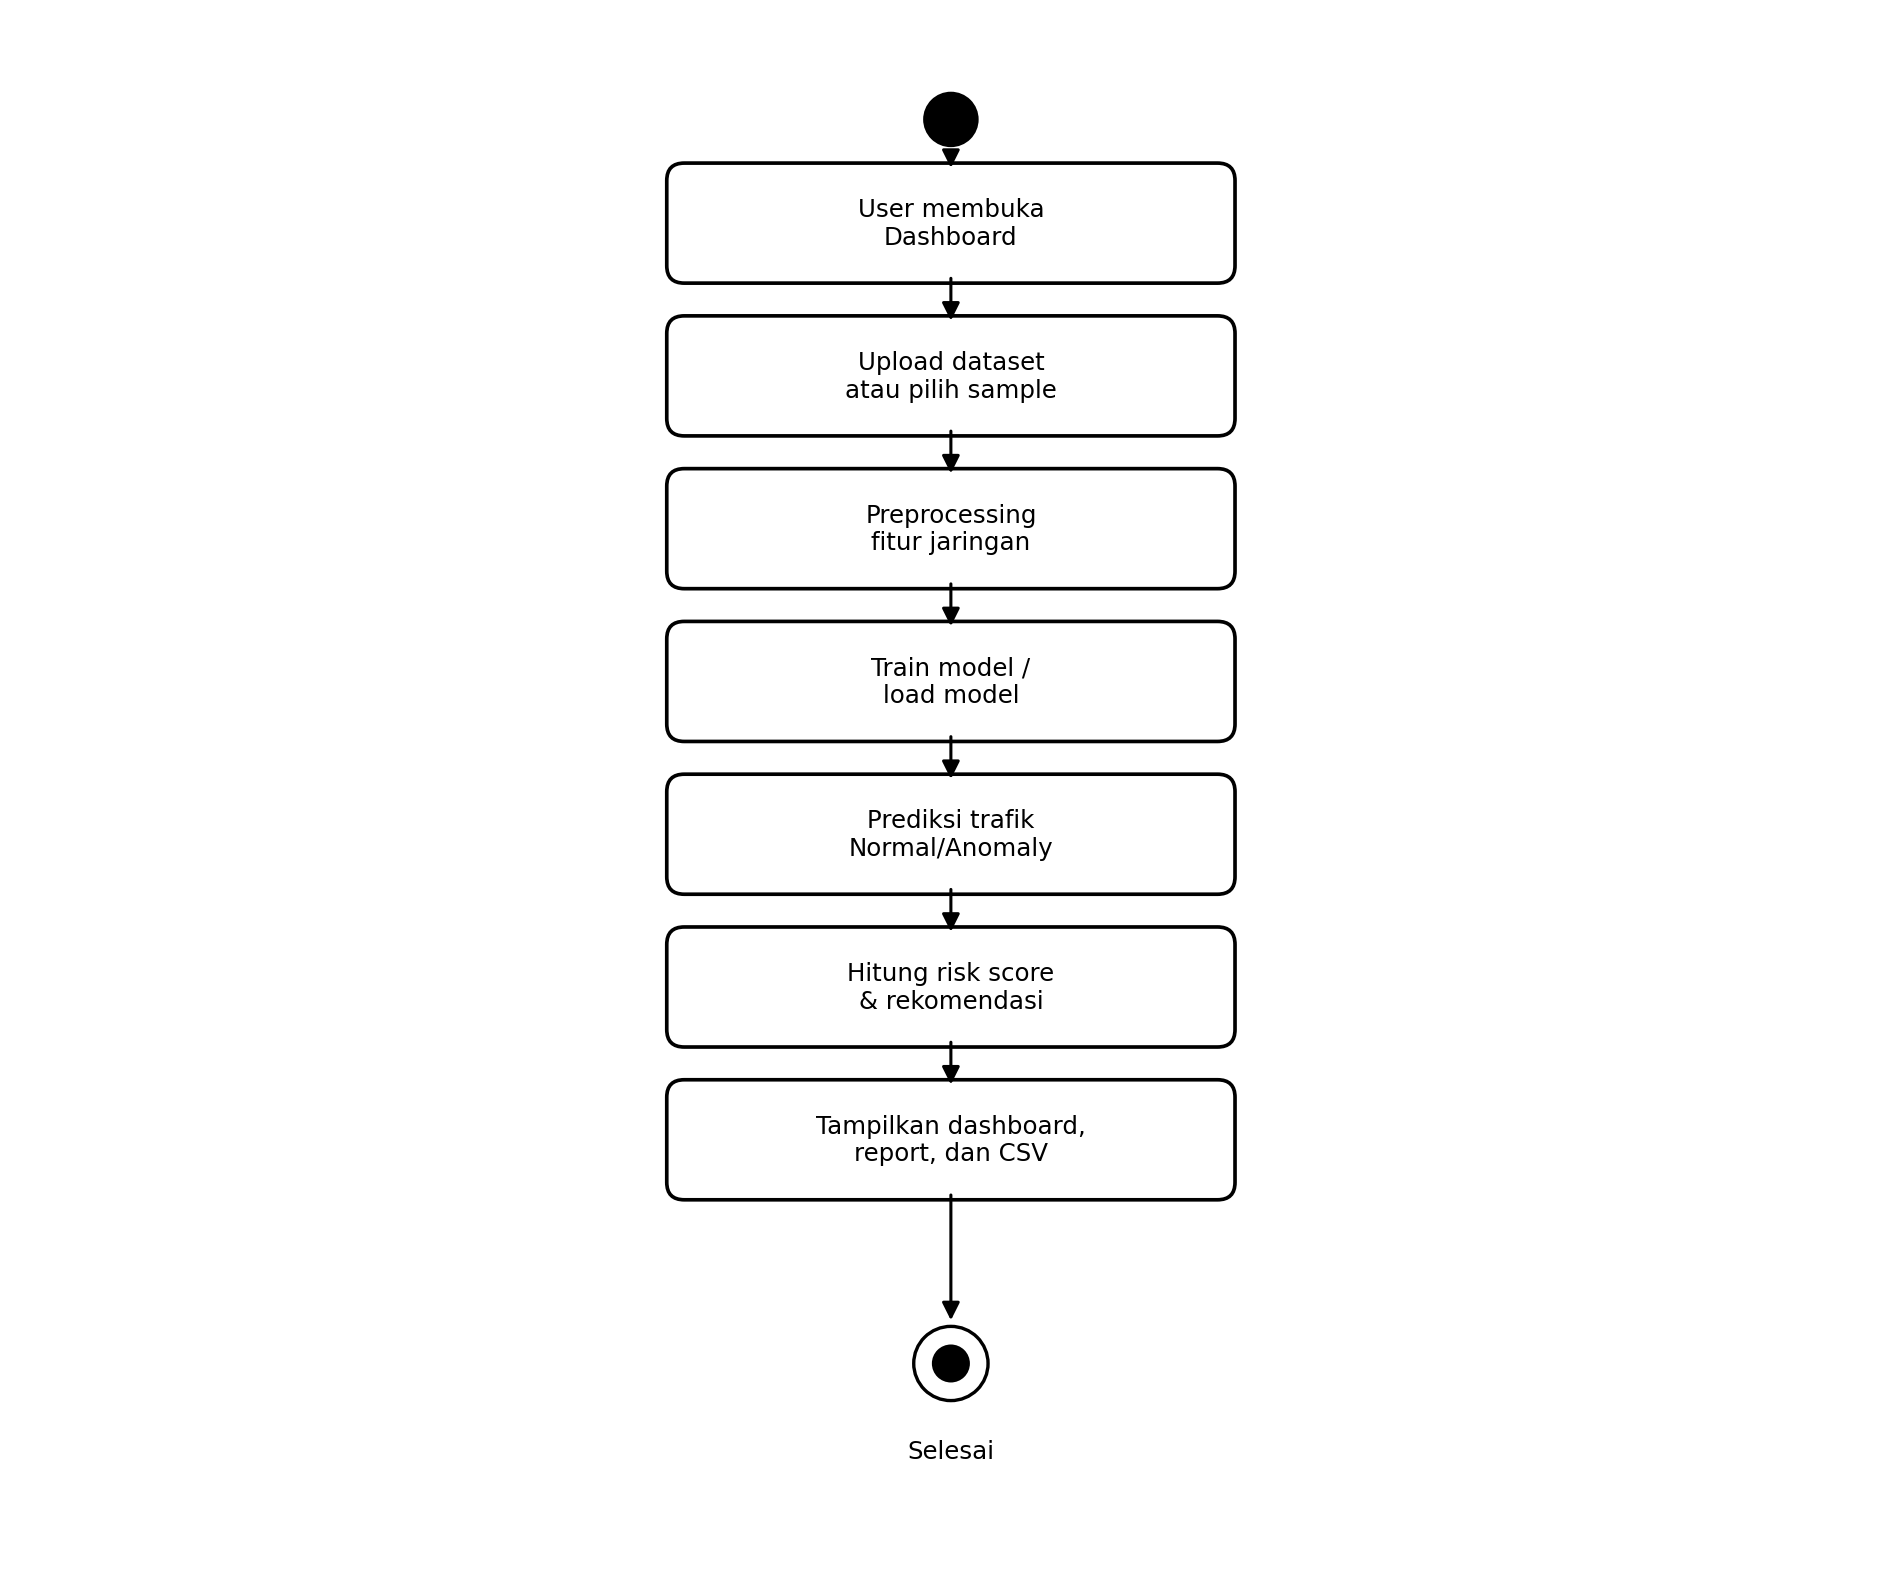 User membuka
Dashboard
Upload dataset
atau pilih sample
Preprocessing
fitur jaringan
Train model /
load model
Prediksi trafik
Normal/Anomaly
Hitung risk score
& rekomendasi
Tampilkan dashboard,
report, dan CSV
Selesai